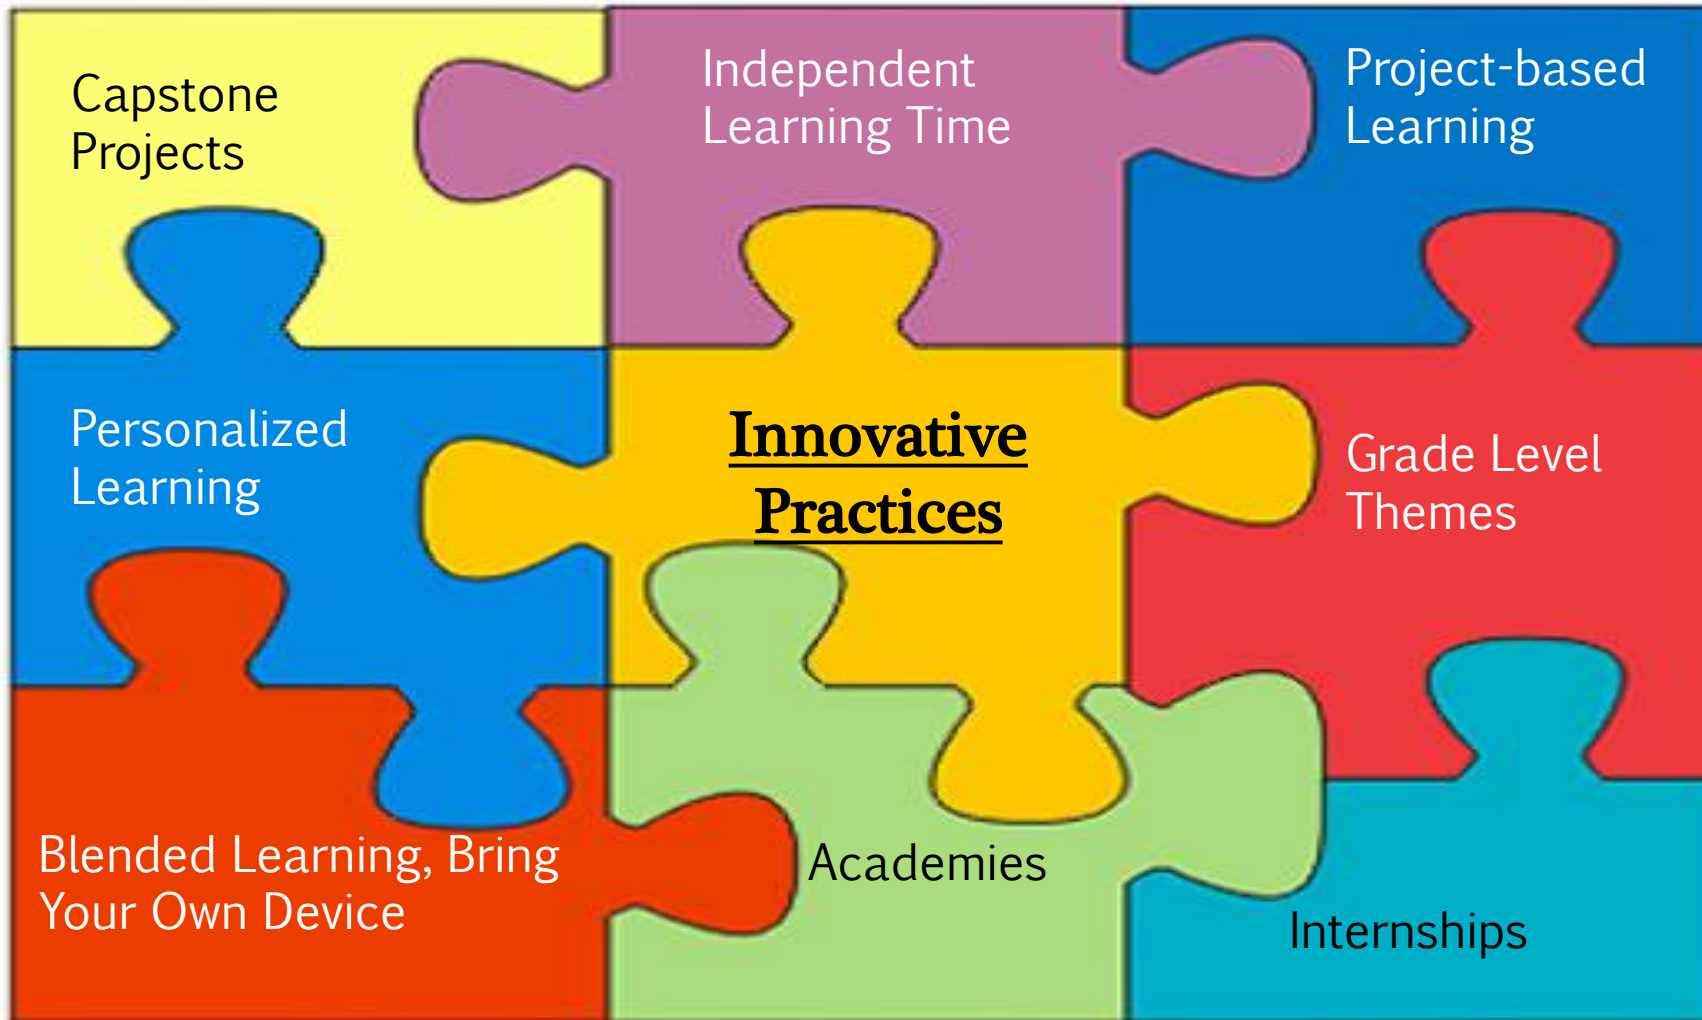 Capstone
Projects
Independent
Learning Time
Project-based
Learning
Personalized
Learning
Innovative
Practices
Grade Level
Themes
Blended Learning, Bring
Your Own Device
Academies
Internships